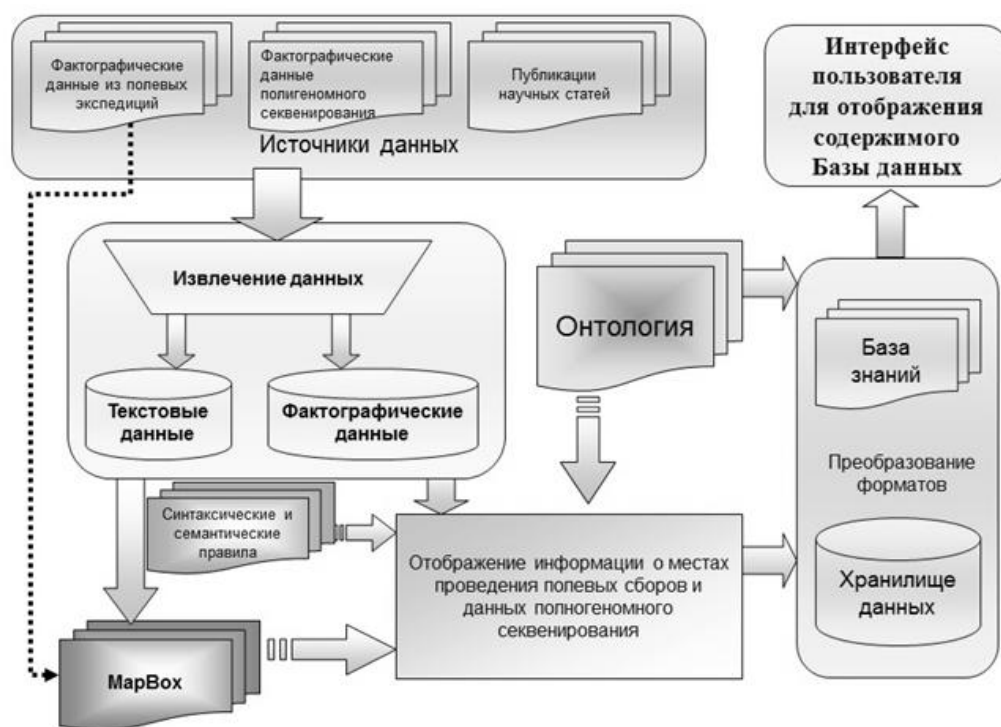 Фактографические
данные из полевых
экспедиций
Фактографические
данные
полигеномного
секвенирования
Публикации
научных статей
Источники данных
Интерфейс
пользователя
для отображения
содержимого
Базы данных
Извлечение данных
Текстовые
данные
Фактографические
данные
Онтология
База
знаний
Преобразование
форматов
Хранилище
данных
Синтаксические и
семантические
правила
Отображение информации о местах
проведения полевых сборов и
данных полногеномного
секвенирования
MapBox